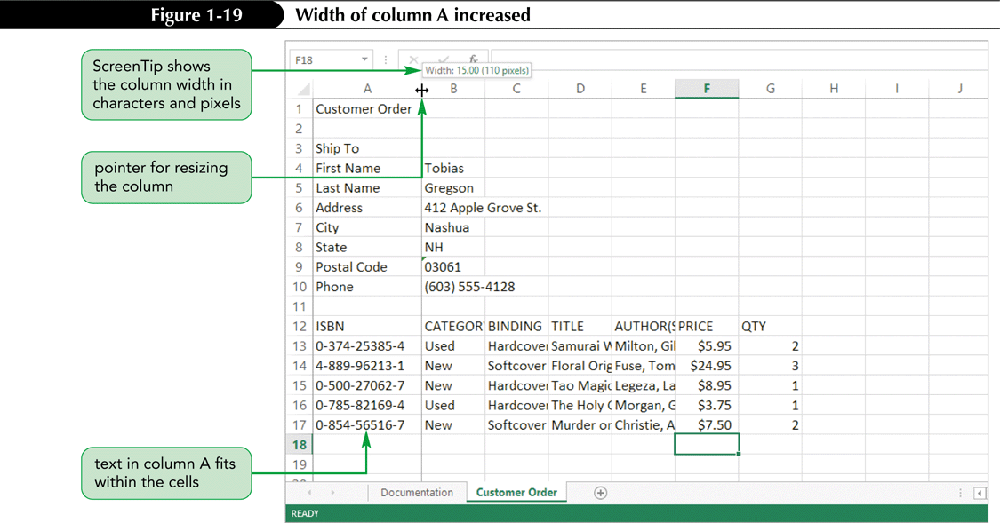 Figure 1-19 Width of column A increased
ScreenTip shows
the column width in
characters and pixels
pointer for resizing
the column
text in column A fits
within the cells
F18 fx
Width: 15.00 (110 pixels)
A B C D E F G H I J
1 Customer Order
2
3 Ship To
4 First Name Tobias
5 Last Name Gregson
6 Address 412 Apple Grove St.
7 City Nashua
8 State NH
9 Postal Code 03061
10 Phone (603) 555-4128
11
12 ISBN CATEGOR BINDING TITLE AUTHOR(S PRICE QTY
13 0-374-25385-4 Used Hardcover Samurai W Milton, Gil $5.95 2
14 4-889-96213-1 New Softcover Floral Orig Fuse, Tom $24.95 3
15 0-500-27062-7 New Hardcover Tao Magic Legeza, La $8.95 1
16 0-785-82169-4 Used Hardcover The Holy Morgan, G $3.75 1
17 0-854-56516-7 New Softcover Murder or Christie, A $7.50 2
18
19
Documentation Customer Order
READY